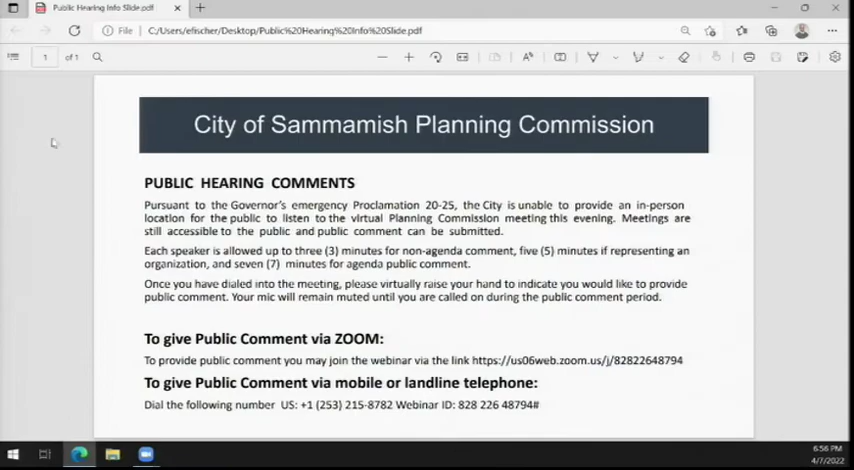 Public Hearing Info Slide.pdf
File C:/Users/efischer/Desktop/Public%20Hearing%20Info%20Slide.pdf
1 of 1
City of Sammamish Planning Commission
PUBLIC HEARING COMMENTS
Pursuant to the Governor's emergency Proclamation 20-25, the City is unable to provide an in-person
location for the public to listen to the virtual Planning Commission meeting this evening. Meetings are
still accessible to the public and public comment can be submitted.
Each speaker is allowed up to three (3) minutes for non-agenda comment, five (5) minutes if representing an
organization, and seven (7) minutes for agenda public comment.
Once you have dialed into the meeting, please virtually raise your hand to indicate you would like to provide
public comment. Your mic will remain muted until you are called on during the public comment period.
To give Public Comment via ZOOM:
To provide public comment you may join the webinar via the link https://us06web.zoom.us/j/82822648794
To give Public Comment via mobile or landline telephone:
Dial the following number US: +1 (253) 215-8782 Webinar ID: 828 226 48794#
6:56 PM
4/7/2022